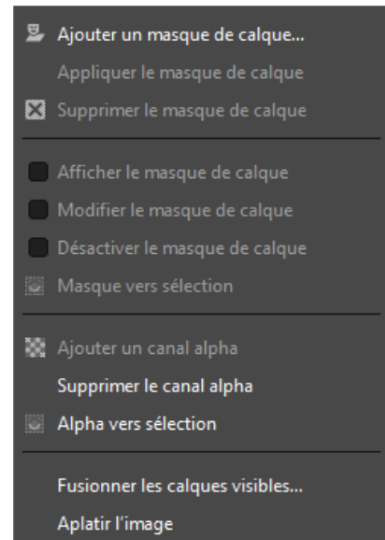 Ajouter un masque de calque...
Appliquer le masque de calque
Supprimer le masque de calque
Afficher le masque de calque
Modifier le masque de calque
Désactiver le masque de calque
Masque vers sélection
Ajouter un canal alpha
Supprimer le canal alpha
Alpha vers sélection
Fusionner les calques visibles...
Aplatir l’image